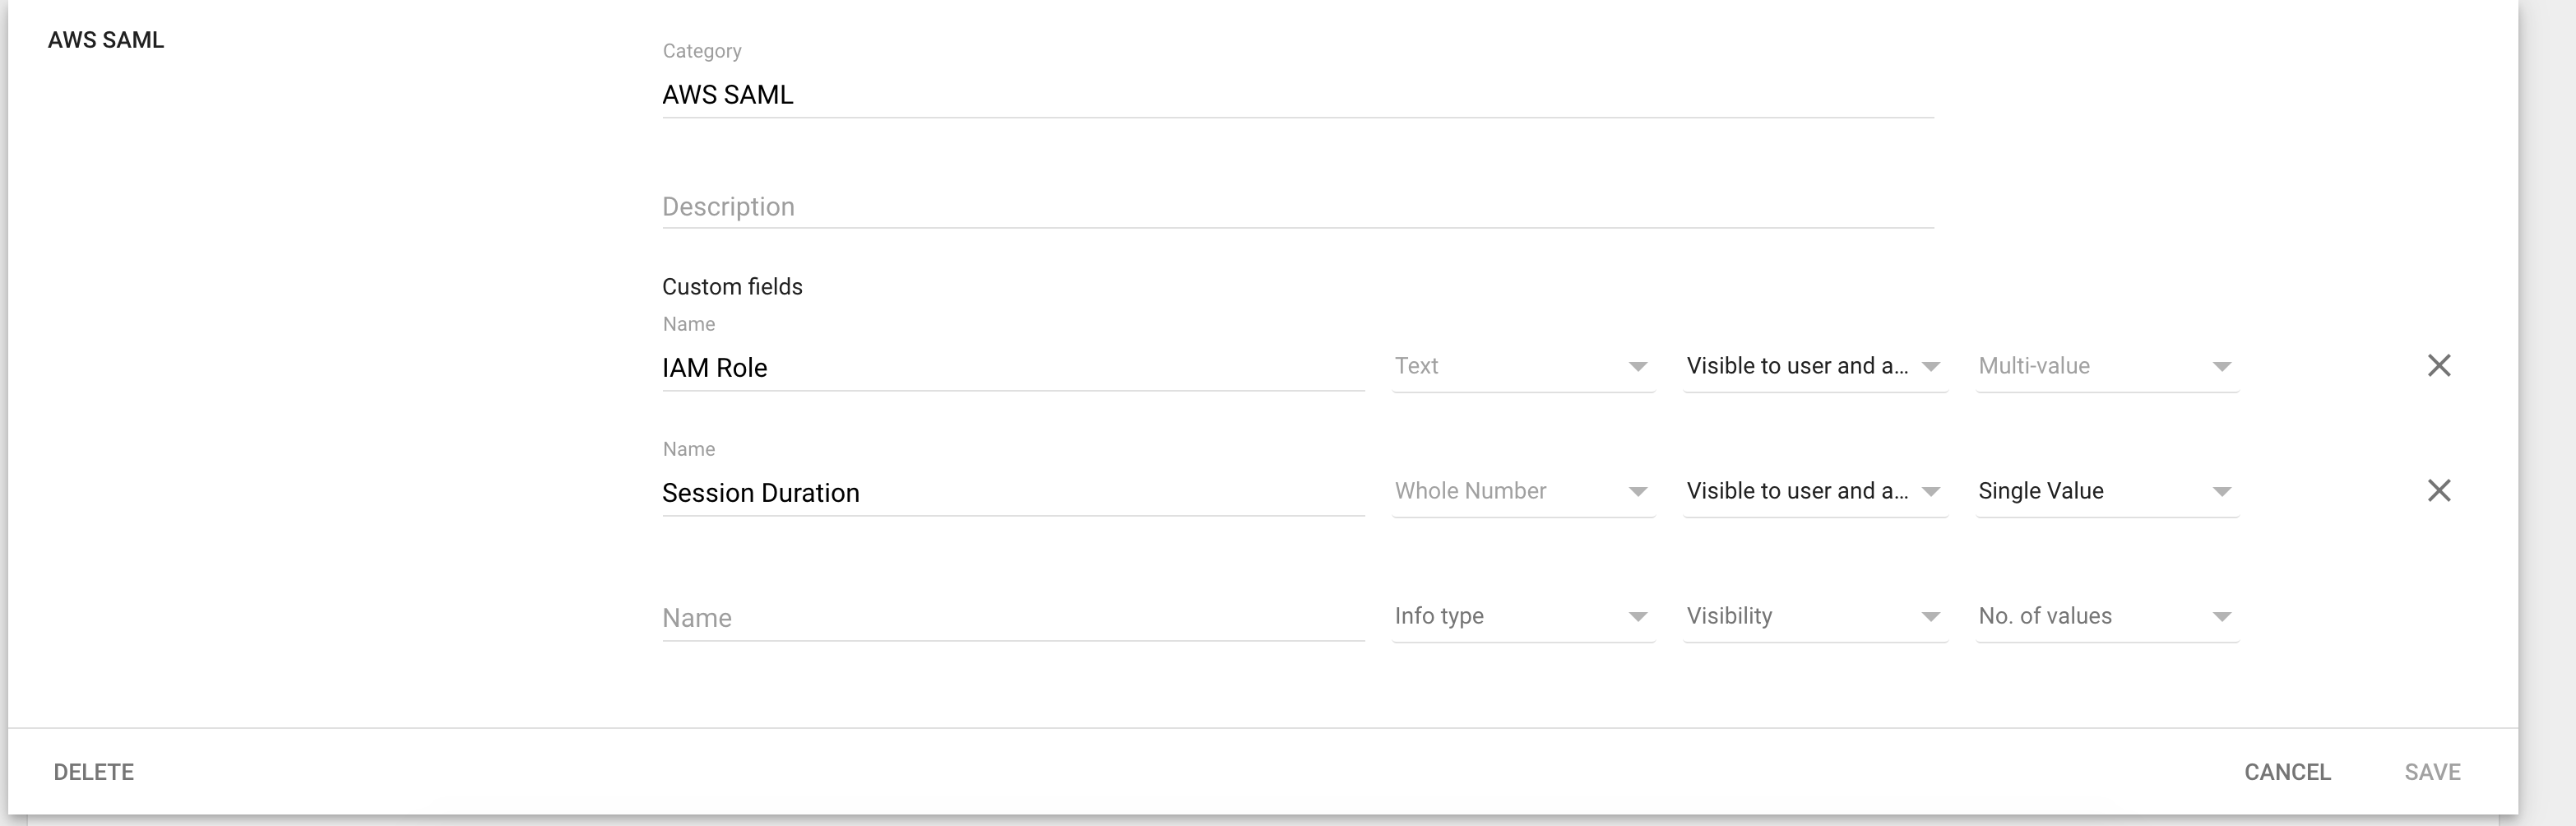 AWS SAML
Category
AWS SAML
Description
Custom fields
Name
IAM Role Text Visible to user and a... Multi-value
Name
Session Duration Whole Number Visible to user and a... Single Value
Name Info type Visibility No. of values
DELETE CANCEL SAVE